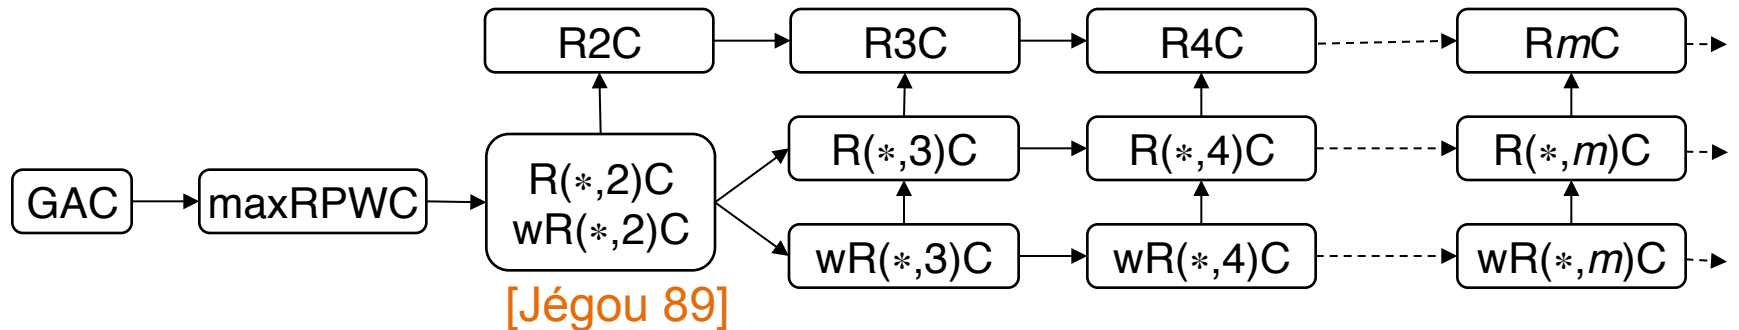 R2C
R3C
R4C
RmC
GAC
maxRPWC
R(*,2)C
wR(*,2)C
R(*,3)C
R(*,4)C
R(*,m)C
wR(*,3)C
wR(*,4)C
wR(*,m)C
[Jégou 89]